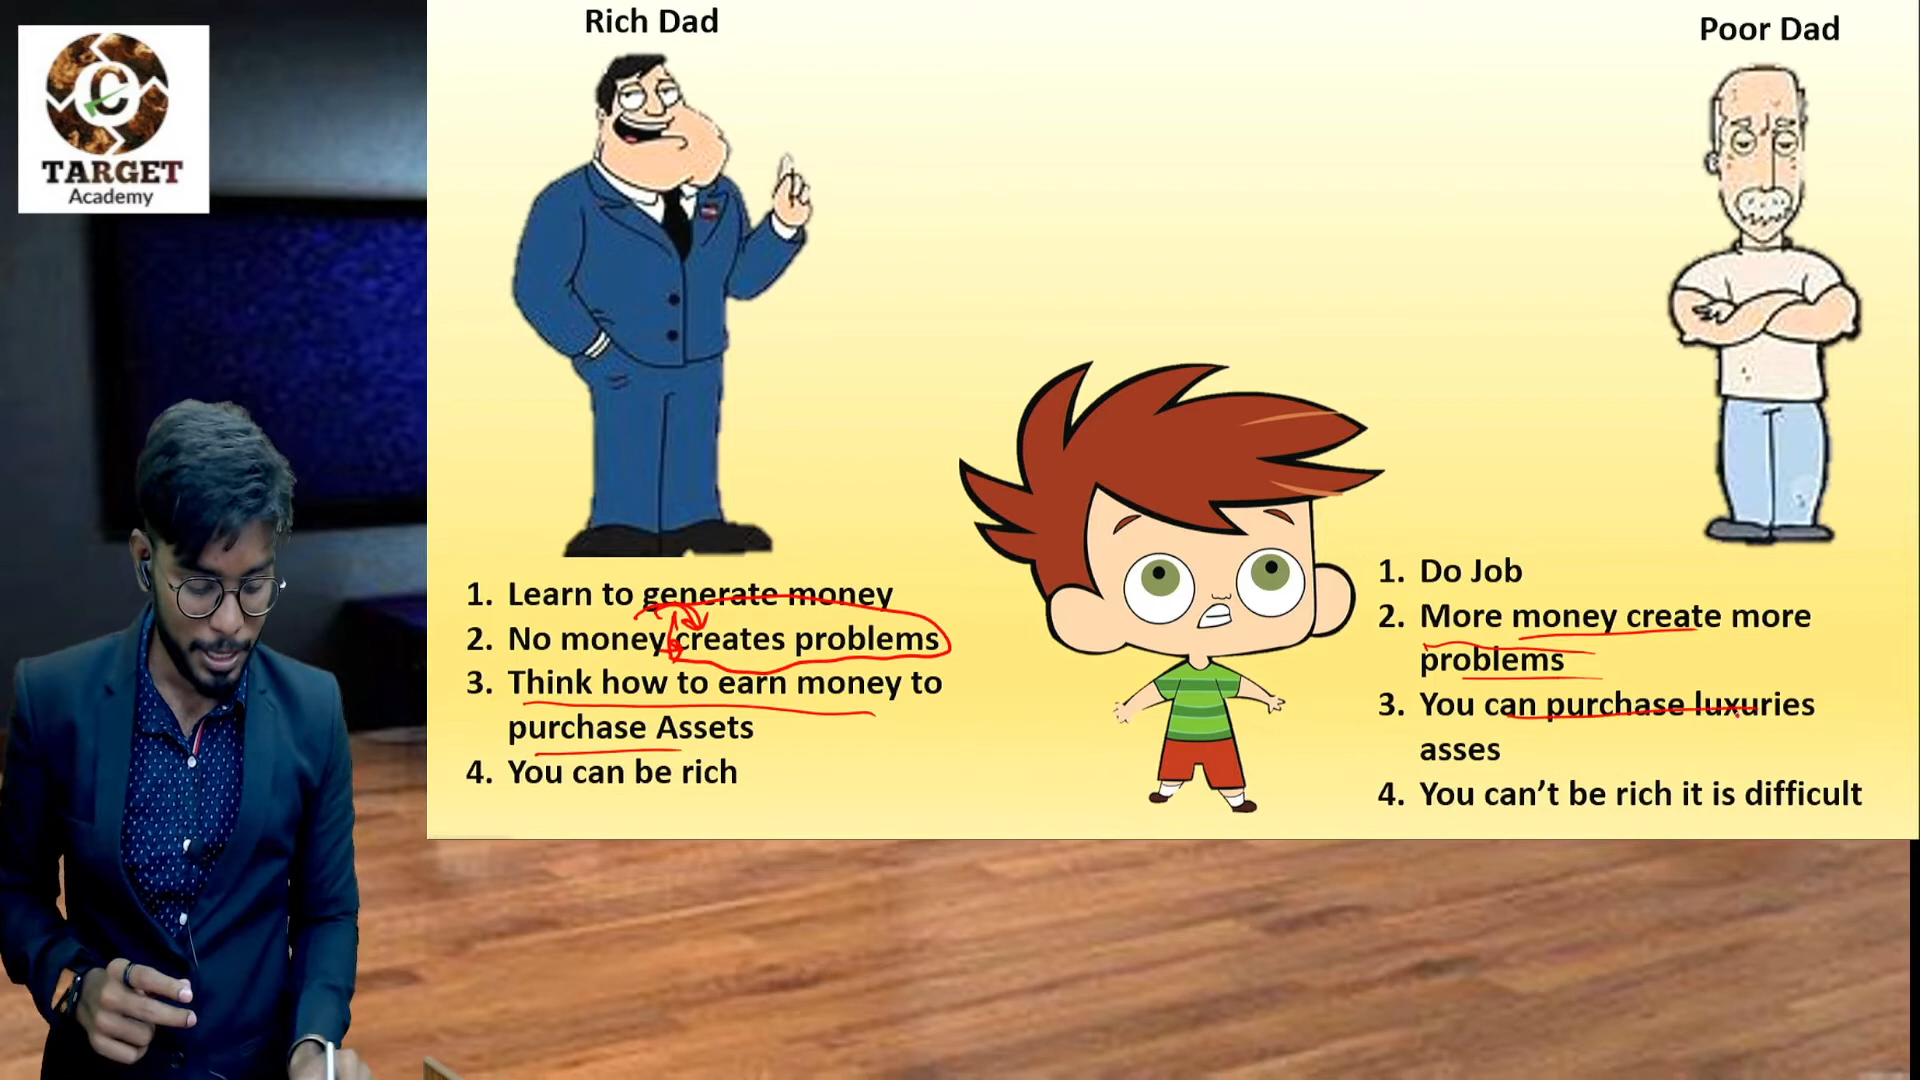 TARGET
Academy
Rich Dad
Poor Dad
1. Learn to generate money
2. No money creates problems
3. Think how to earn money to
purchase Assets
4. You can be rich
1. Do Job
2. More money create more
problems
3. You can purchase luxuries
asses
4. You can’t be rich it is difficult